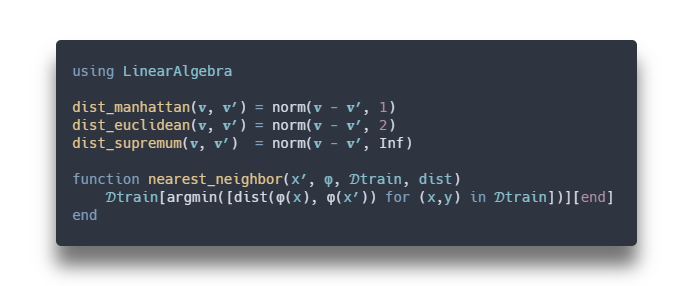 using LinearAlgebra
dist_manhattan(𝐯, 𝐯′) = norm(𝐯 - 𝐯′, 1)
dist_euclidean(𝐯, 𝐯′) = norm(𝐯 - 𝐯′, 2)
dist_supremum(𝐯, 𝐯′)  = norm(𝐯 - 𝐯′, Inf)
function nearest_neighbor(x′, φ, 𝒟train, dist)
    𝒟train[argmin([dist(φ(x), φ(x′)) for (x,y) in 𝒟train])][end]
end